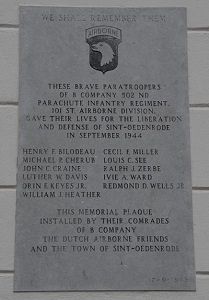 WE SHALL REMEMBER THEM
AIRBORNE
THESE BRAVE PARATROOPERS
OF B COMPANY 502 ND
PARACHUTE INFANTRY REGIMENT,
101 ST AIRBORNE DIVISION,
GAVE THEIR LIVES FOR THE LIBERATION
AND DEFENSE OF SINT-OEDENRODE
IN SEPTEMBER 1944
HENRY F. BILODEAU CECIL F. MILLER
MICHAEL P. CHERUB LOUIS C. SEE
JOHN C. CRAINE RALPH J. ZERBE
LUTHER W. DAVIS IVIE A. WARD
ORIN E. KEYES JR. REDMOND D. WELLS JR.
WILLIAM J. HEATHER
THIS MEMORIAL PLAQUE
INSTALLED BY THEIR COMRADES
OF B COMPANY
THE DUTCH AIRBORNE FRIENDS
AND THE TOWN OF SINT-OEDENRODE